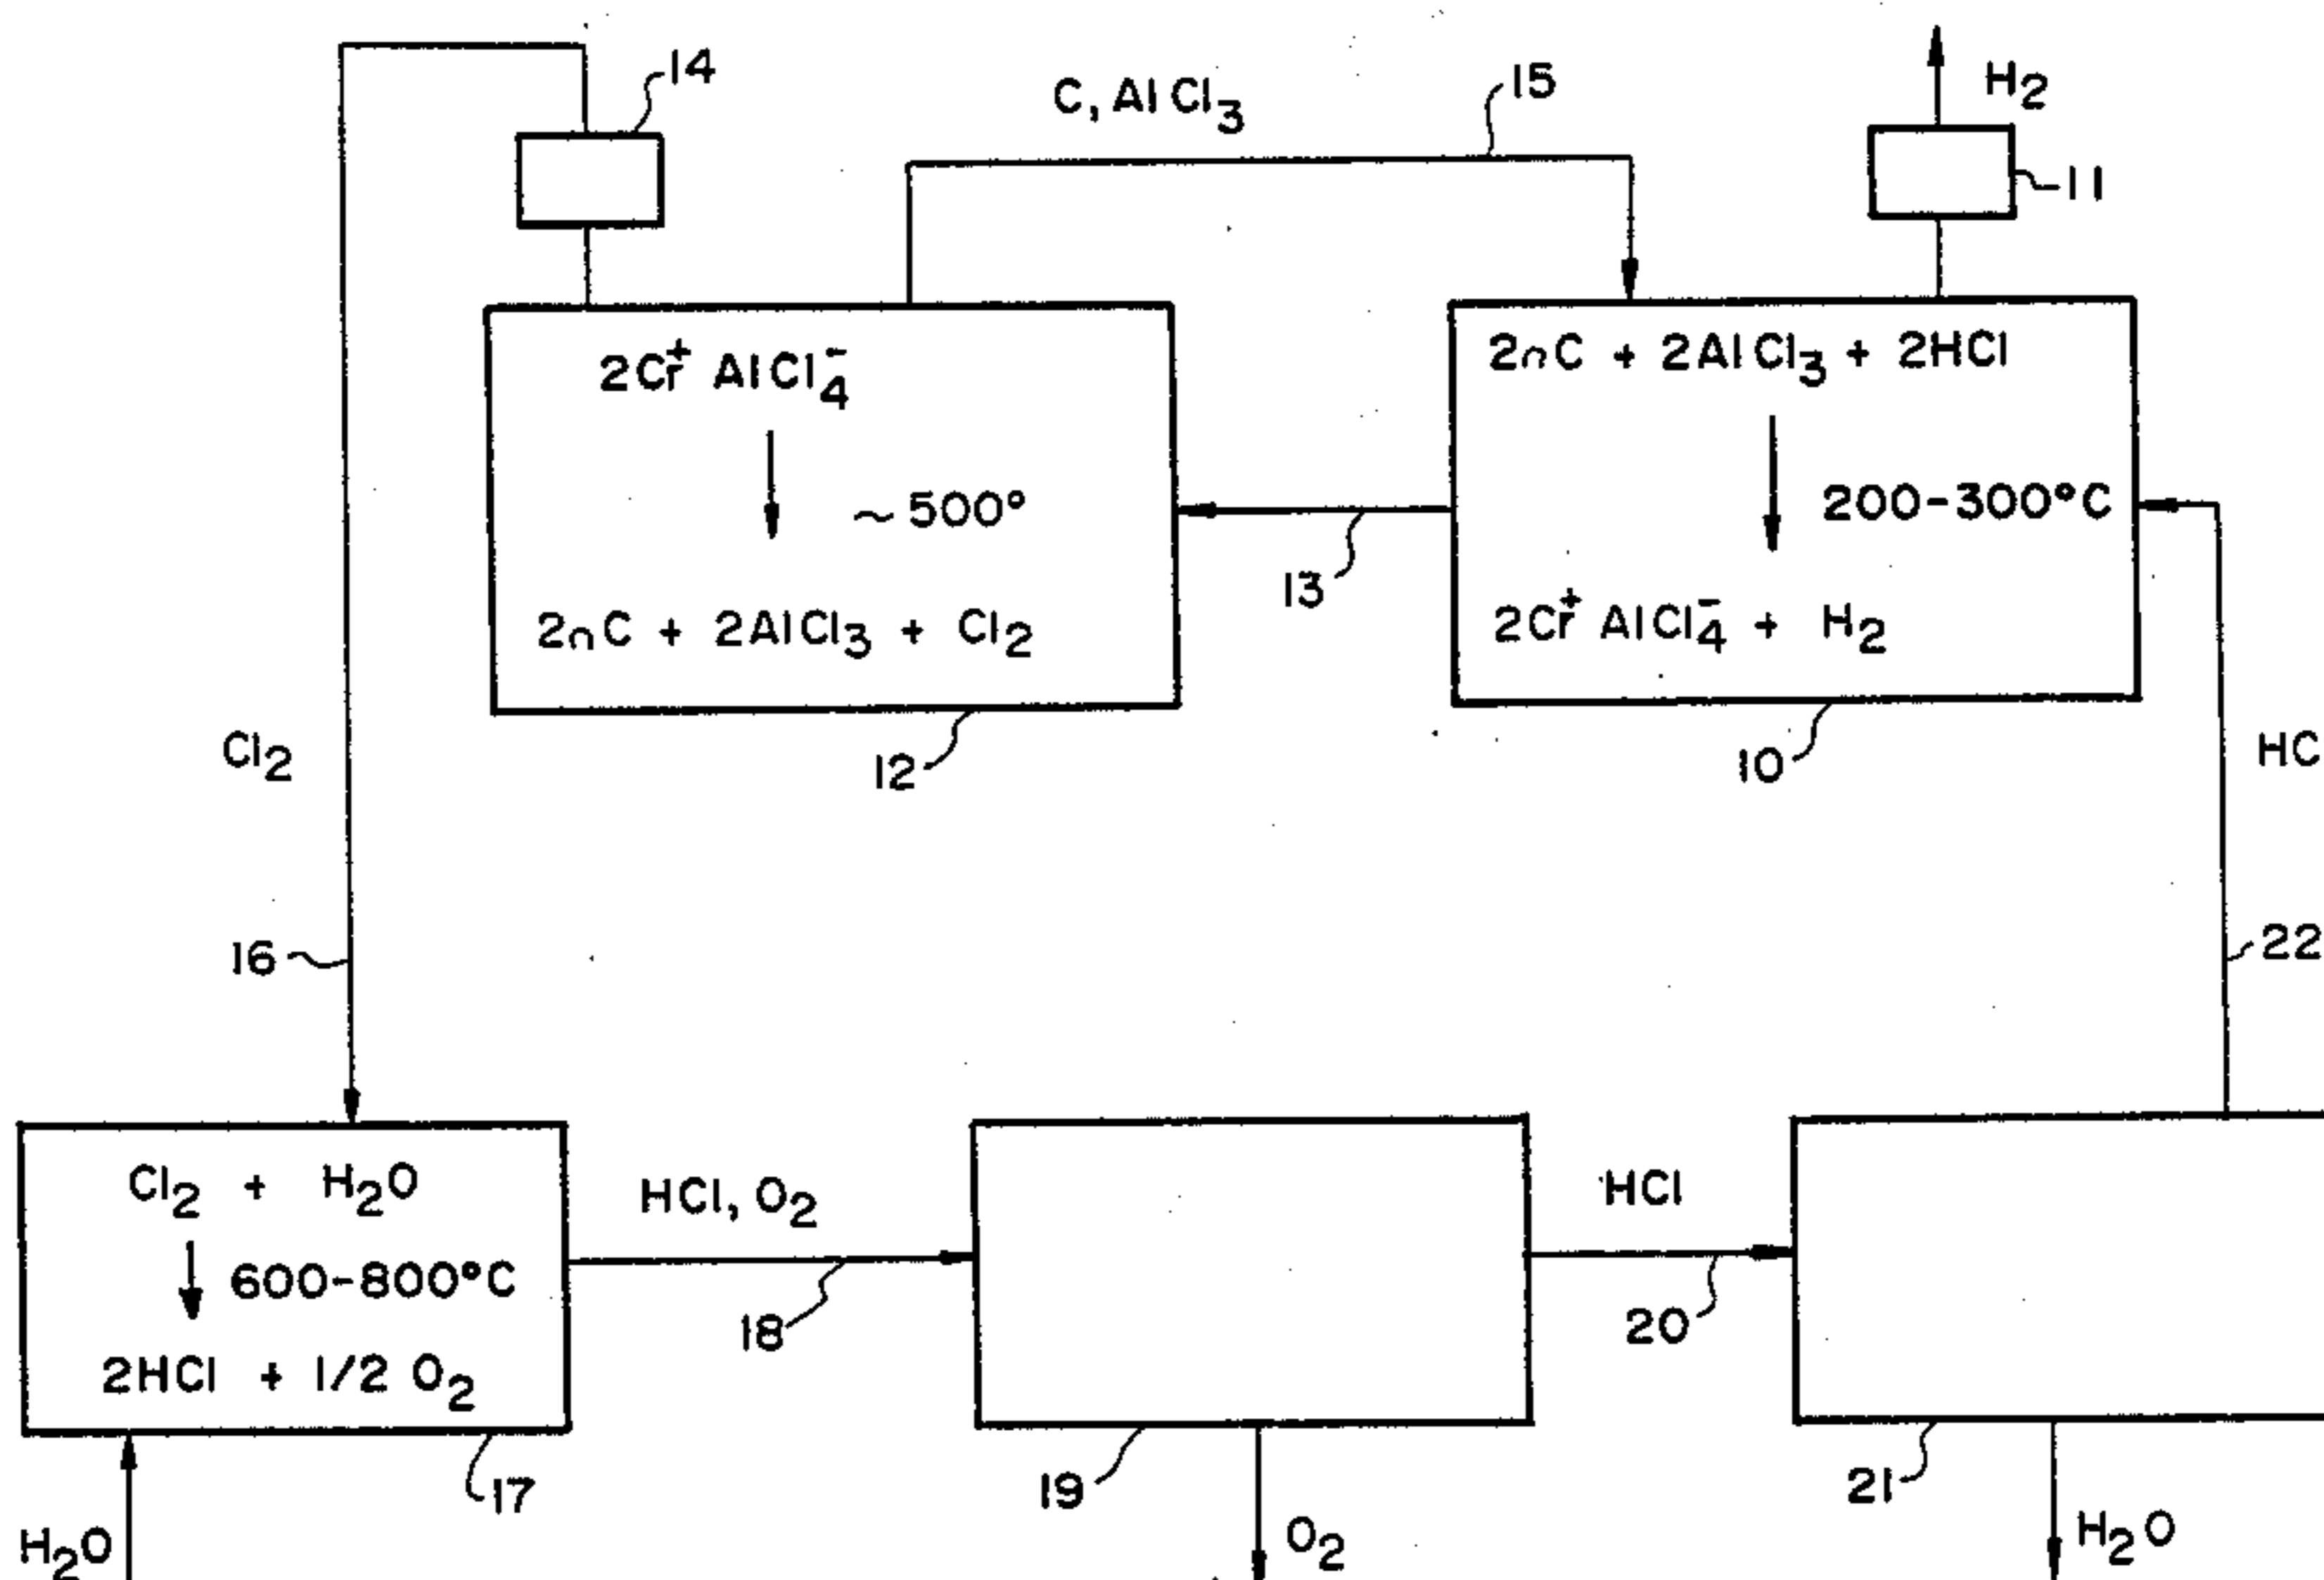 14
C, AlCl3
15
H2
11
2Cr+ AlCl4-
~500°
2nC + 2AlCl3 + Cl2
12
13
2nC + 2AlCl3 + 2HCl
200-300°C
2Cr+ AlCl4- + H2
10
Cl2
HC
16
22
Cl2 + H2O
600-800°C
2HCl + 1/2 O2
17
H2O
HCl, O2
18
19
O2
HCl
20
21
H2O